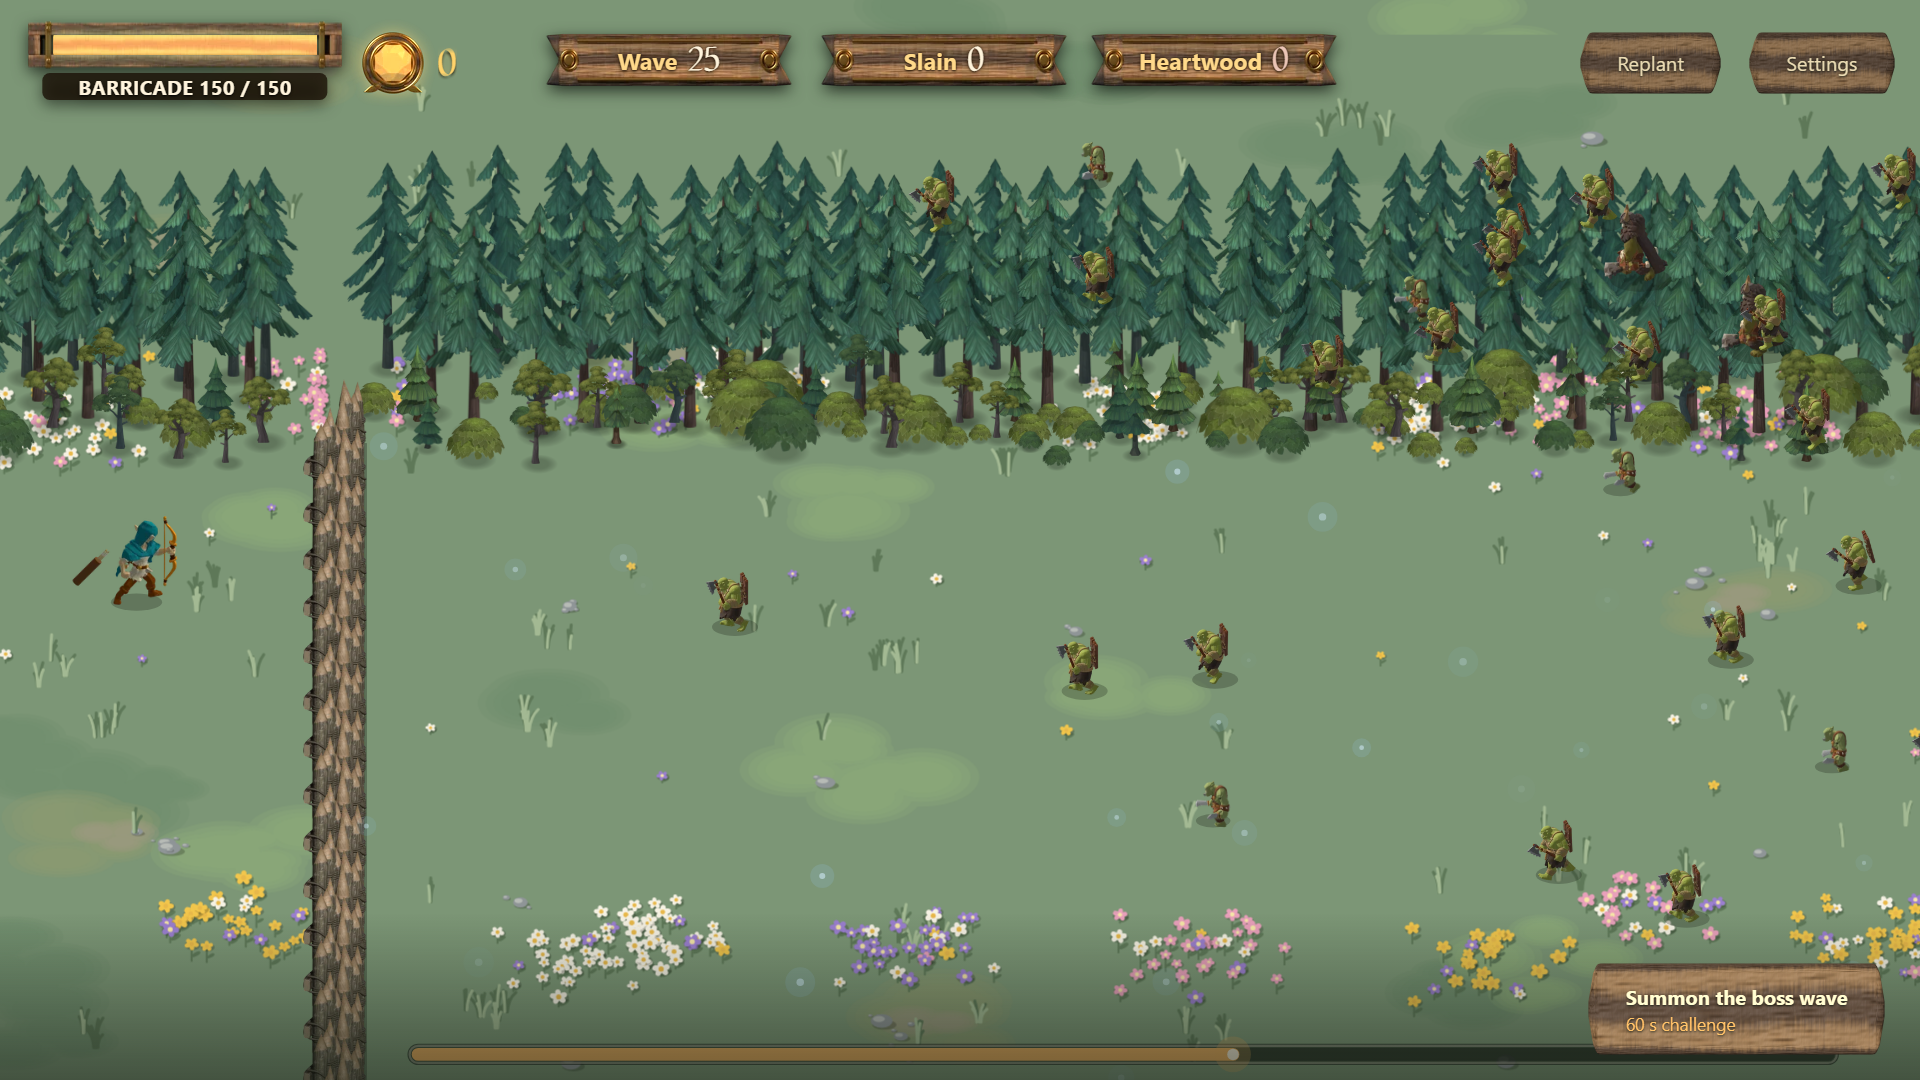 BARRICADE 150 / 150
0
Wave 25
Slain 0
Heartwood 0
Replant
Settings
Summon the boss wave
60 s challenge